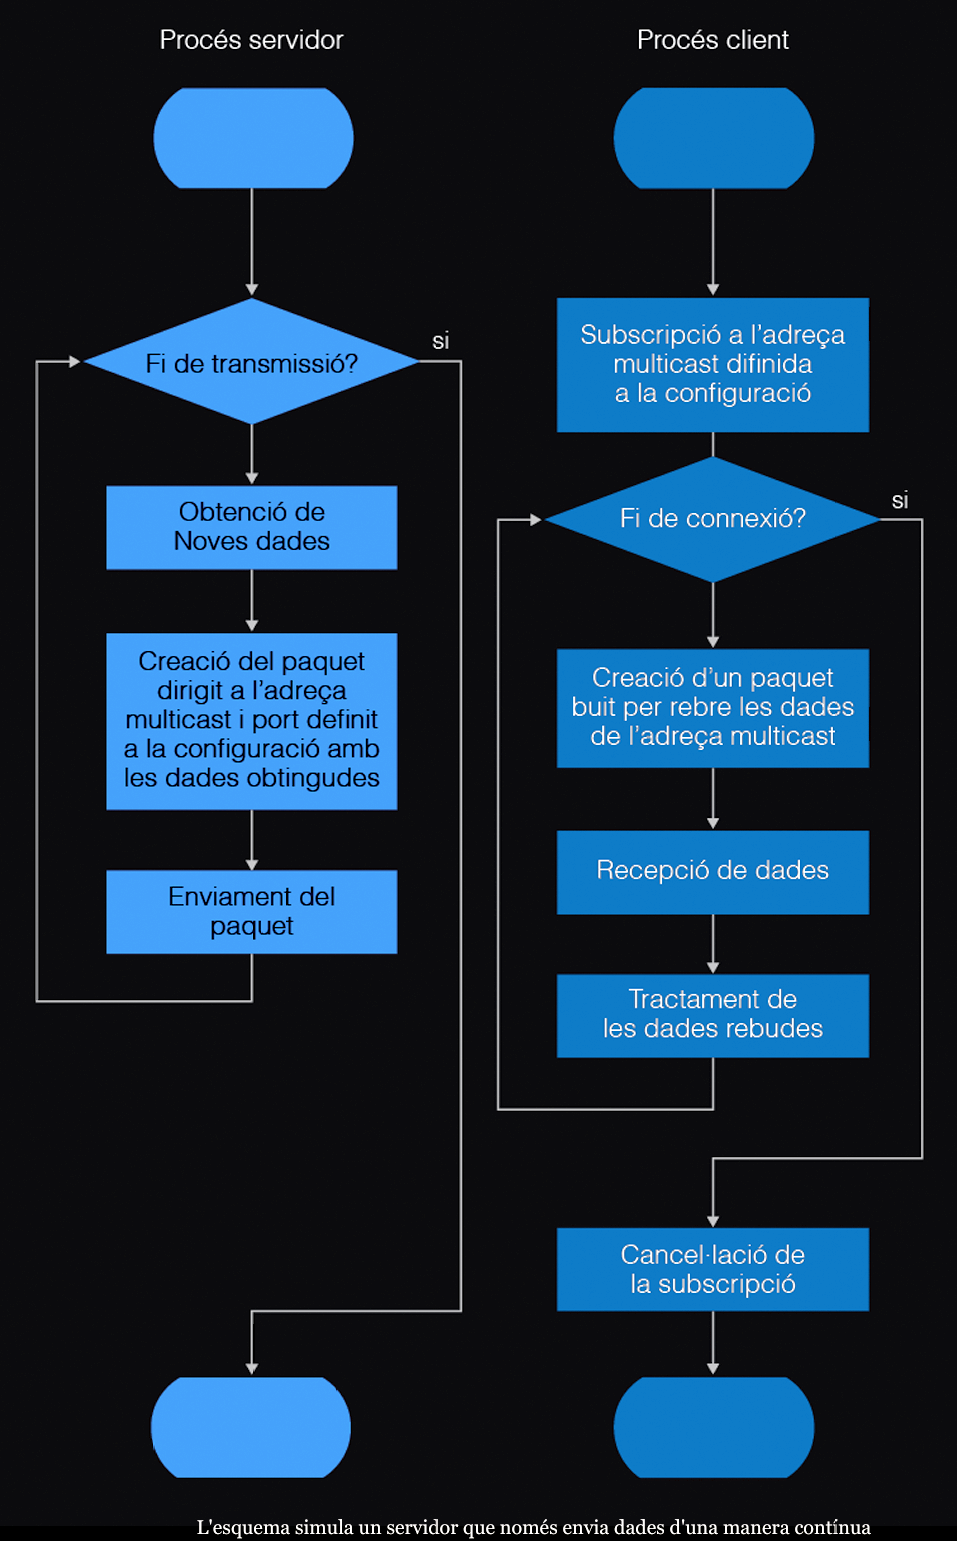 Procés servidor
Fi de transmissió?
si
Obtenció de
Noves dades
Creació del paquet
dirigit a l’adreça
multicast i port definit
a la configuració amb
les dades obtingudes
Enviament del
paquet
Procés client
Subscripció a l’adreça
multicast difinida
a la configuració
Fi de connexió?
si
Creació d’un paquet
buit per rebre les dades
de l’adreça multicast
Recepció de dades
Tractament de
les dades rebudes
Cancel·lació de
la subscripció
L'esquema simula un servidor que només envia dades d'una manera contínua